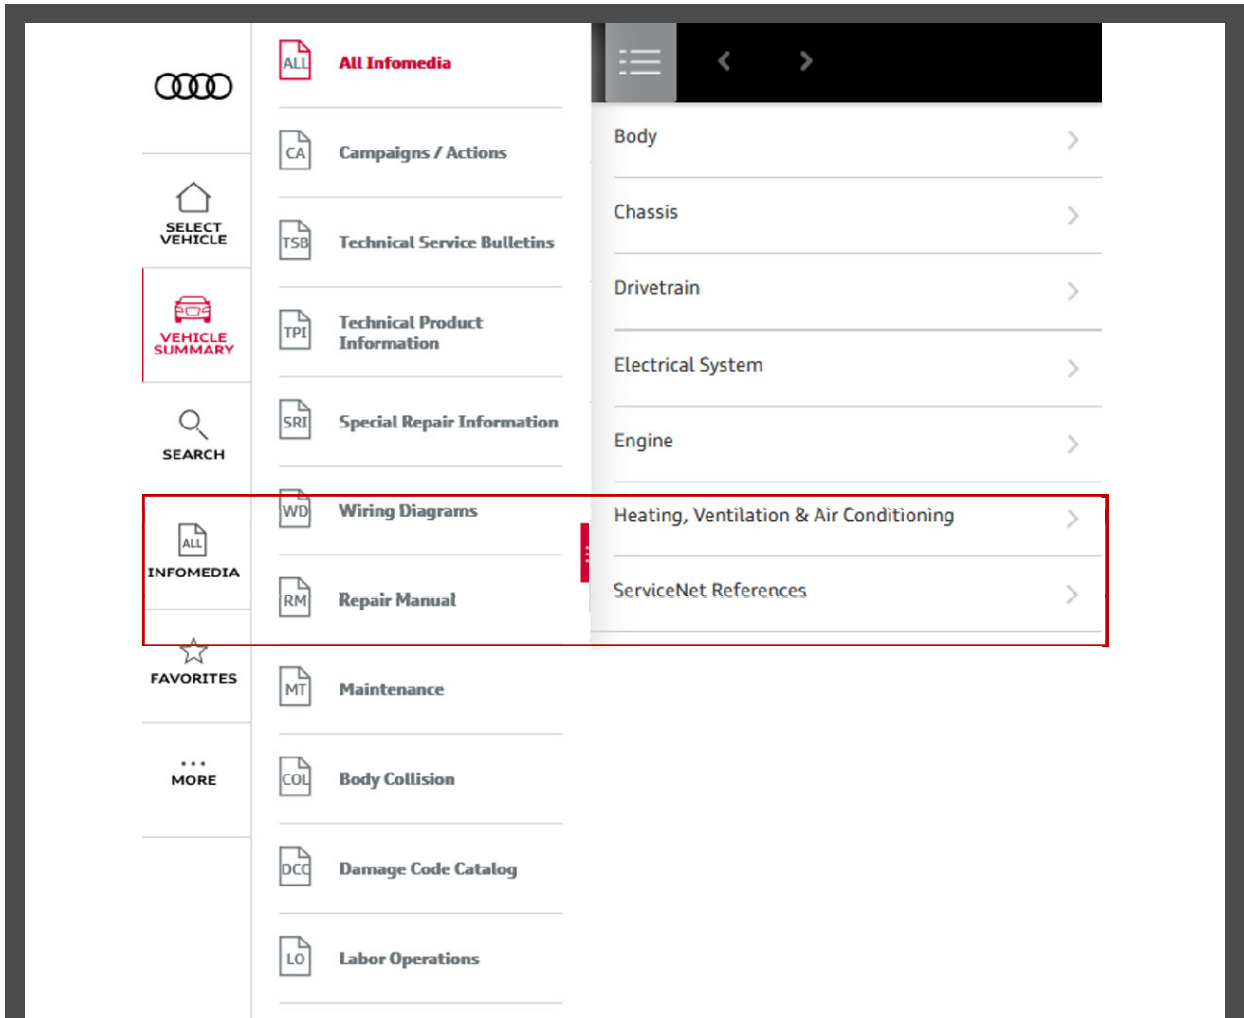 SELECT
VEHICLE
VEHICLE
SUMMARY
SEARCH
ALL
INFOMEDIA
FAVORITES
MORE
ALL All Infomedia
CA Campaigns / Actions
TSB Technical Service Bulletins
TPI Technical Product
Information
SRI Special Repair Information
WD Wiring Diagrams
RM Repair Manual
MT Maintenance
COL Body Collision
DCC Damage Code Catalog
LO Labor Operations
Body
Chassis
Drivetrain
Electrical System
Engine
Heating, Ventilation & Air Conditioning
ServiceNet References